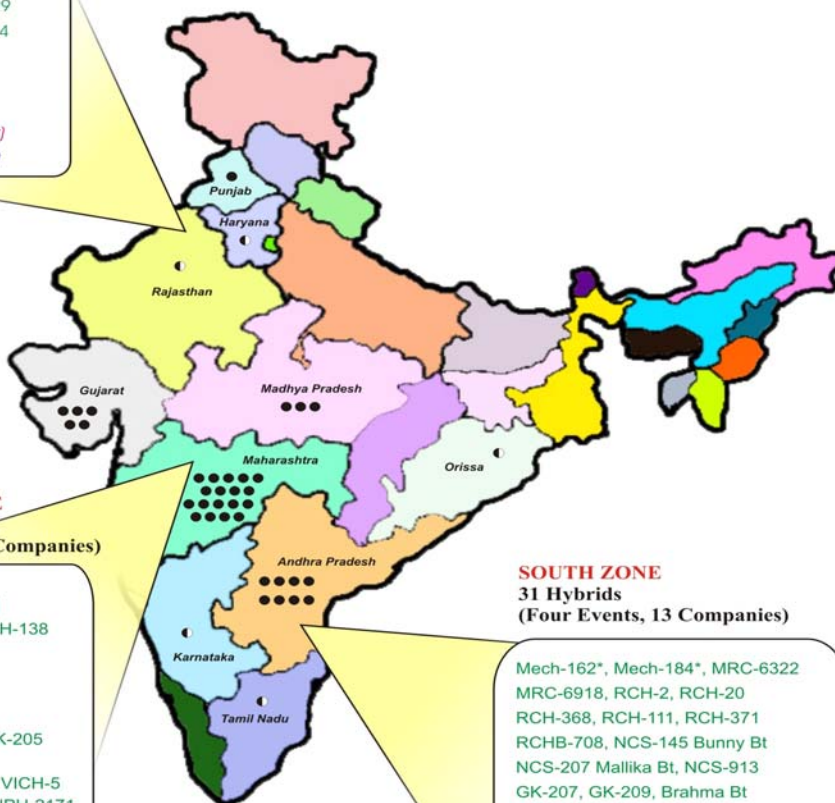 9
4
)
Punjab
Haryana
Rajasthan
Gujarat
Madhya Pradesh
Maharashtra
Orissa
Companies)
Andhra Pradesh
H-138
Karnataka
Tamil Nadu
K-205
VICH-5
SOUTH ZONE
31 Hybrids
(Four Events, 13 Companies)
Mech-162*, Mech-184*, MRC-6322
MRC-6918, RCH-2, RCH-20
RCH-368, RCH-111, RCH-371
RCHB-708, NCS-145 Bunny Bt
NCS-207 Mallika Bt, NCS-913
GK-207, GK-209, Brahma Bt